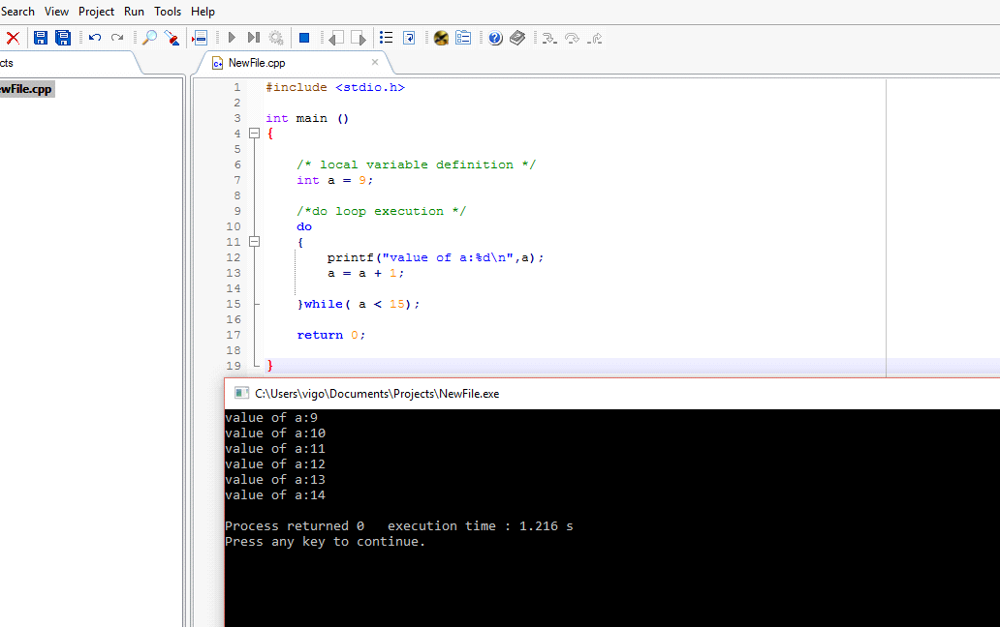 Search View Project Run Tools Help
cts
NewFile.cpp
ewFile.cpp
1 #include <stdio.h>
2
3 int main ()
4 {
5
6 /* local variable definition */
7 int a = 9;
8
9 /*do loop execution */
10 do
11 {
12 printf("value of a:%d\n",a);
13 a = a + 1;
14
15 }while( a < 15);
16
17 return 0;
18
19 }
C:\Users\vigo\Documents\Projects\NewFile.exe
value of a:9
value of a:10
value of a:11
value of a:12
value of a:13
value of a:14
Process returned 0 execution time : 1.216 s
Press any key to continue.